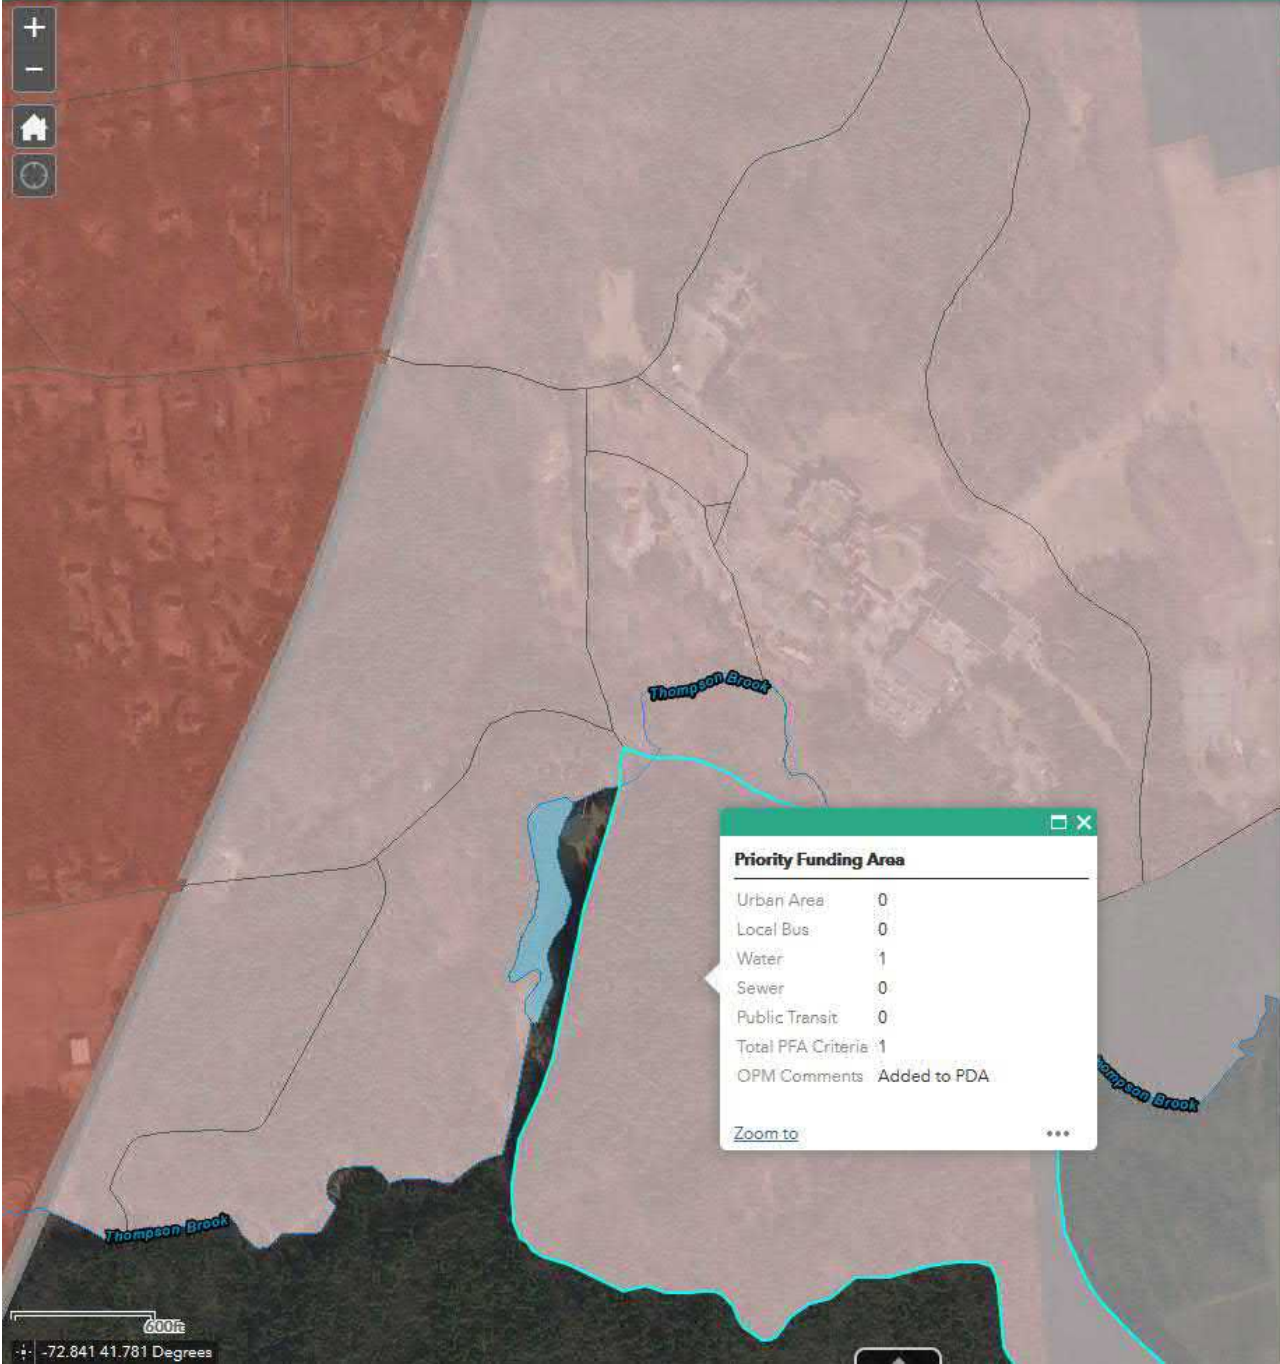 +
−
Thompson Brook
Priority Funding Area
Urban Area 0
Local Bus 0
Water 1
Sewer 0
Public Transit 0
Total PFA Criteria 1
OPM Comments Added to PDA
Zoom to
•••
hompson Brook
Thompson Brook
600ft
-72.841 41.781 Degrees